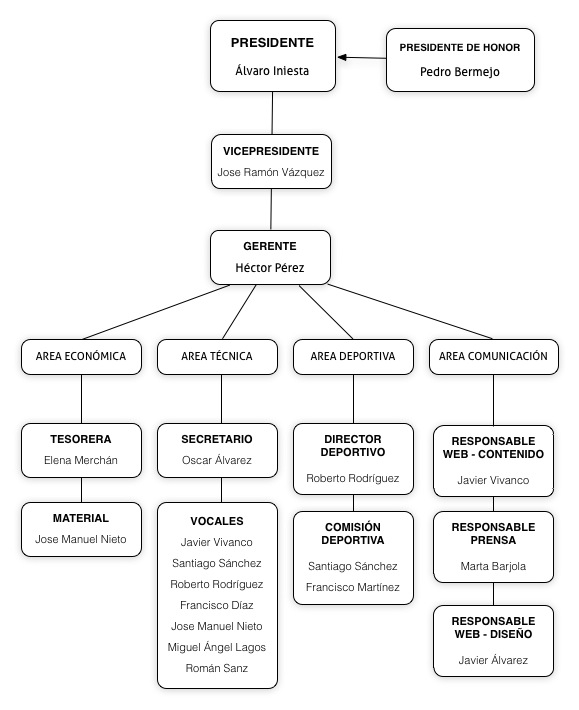 PRESIDENTE
Álvaro Iniesta
PRESIDENTE DE HONOR
Pedro Bermejo
VICEPRESIDENTE
Jose Ramón Vázquez
GERENTE
Héctor Pérez
AREA ECONÓMICA
AREA TÉCNICA
AREA DEPORTIVA
AREA COMUNICACIÓN
TESORERA
Elena Merchán
MATERIAL
Jose Manuel Nieto
SECRETARIO
Oscar Álvarez
VOCALES
Javier Vivanco
Santiago Sánchez
Roberto Rodríguez
Francisco Díaz
Jose Manuel Nieto
Miguel Ángel Lagos
Román Sanz
DIRECTOR
DEPORTIVO
Roberto Rodríguez
COMISIÓN
DEPORTIVA
Santiago Sánchez
Francisco Martínez
RESPONSABLE
WEB - CONTENIDO
Javier Vivanco
RESPONSABLE
PRENSA
Marta Barjola
RESPONSABLE
WEB - DISEÑO
Javier Álvarez